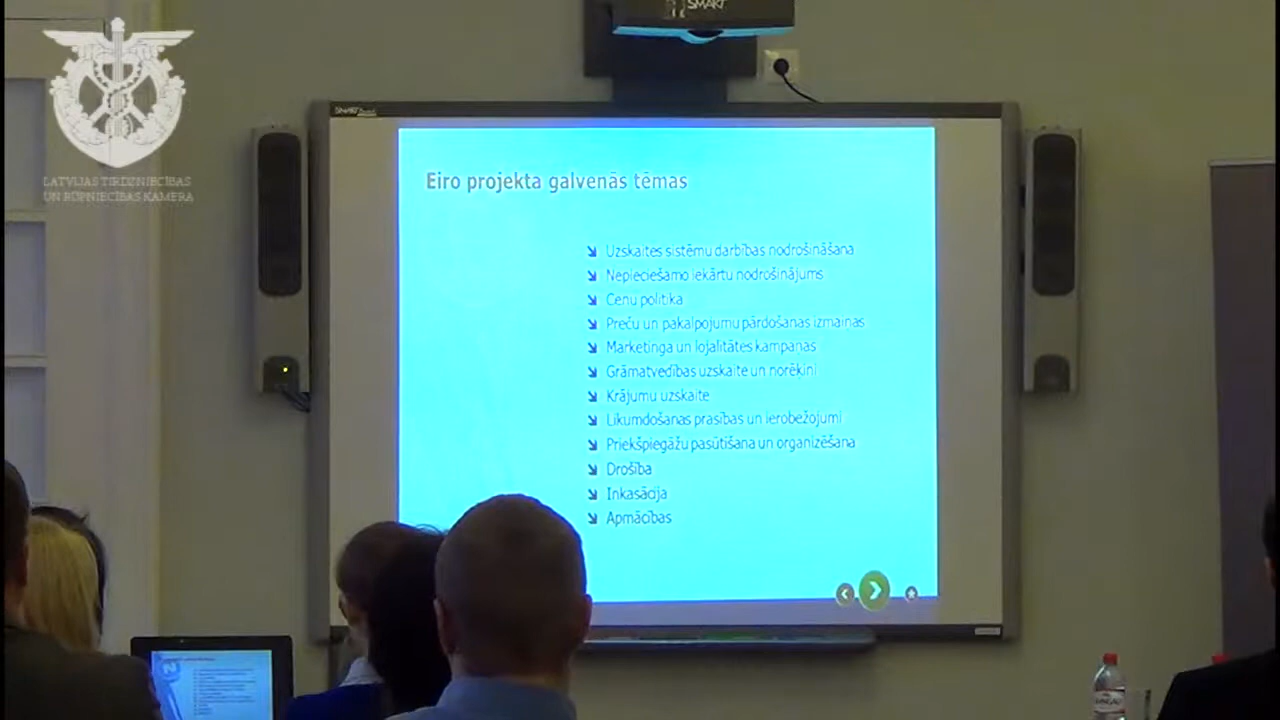 SMART
SMART
LATVIJAS TIRDZNIECĪBAS
UN RŪPNIECĪBAS KAMERA
Eiro projekta galvenās tēmas
Uzskaites sistēmu darbības nodrošināšana
Nepieciešamo iekārtu nodrošinājums
Cenu politika
Preču un pakalpojumu pārdošanas izmaiņas
Marketinga un lojalitātes kampaņas
Grāmatvedības uzskaite un norēķini
Krājumu uzskaite
Likumdošanas prasības un ierobežojumi
Priekšpiegāžu pasūtīšana un organizēšana
Drošība
Inkasācija
Apmācības